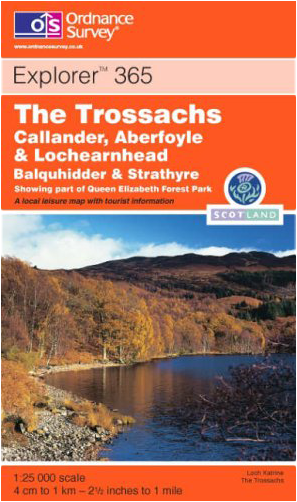 OS Ordnance
Survey®
www.ordnancesurvey.co.uk
Explorer™ 365
The Trossachs
Callander, Aberfoyle
& Lochearnhead
Balquhidder & Strathyre
Showing part of Queen Elizabeth Forest Park
A local leisure map with tourist information
SCOTLAND
Loch Katrine
The Trossachs
1:25 000 scale
4 cm to 1 km – 2½ inches to 1 mile